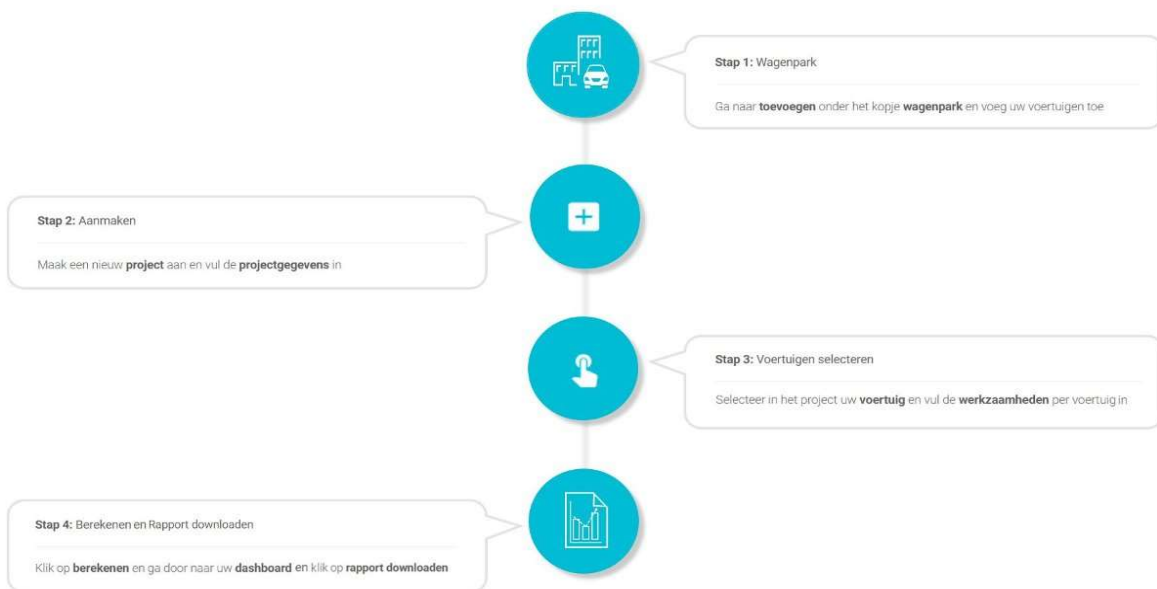 Stap 1: Wagenpark
Ga naar toevoegen onder het kopje wagenpark en voeg uw voertuigen toe
Stap 2: Aanmaken
Maak een nieuw project aan en vul de projectgegevens in
Stap 3: Voertuigen selecteren
Selecteer in het project uw voertuig en vul de werkzaamheden per voertuig in
Stap 4: Berekenen en Rapport downloaden
Klik op berekenen en ga door naar uw dashboard en klik op rapport downloaden